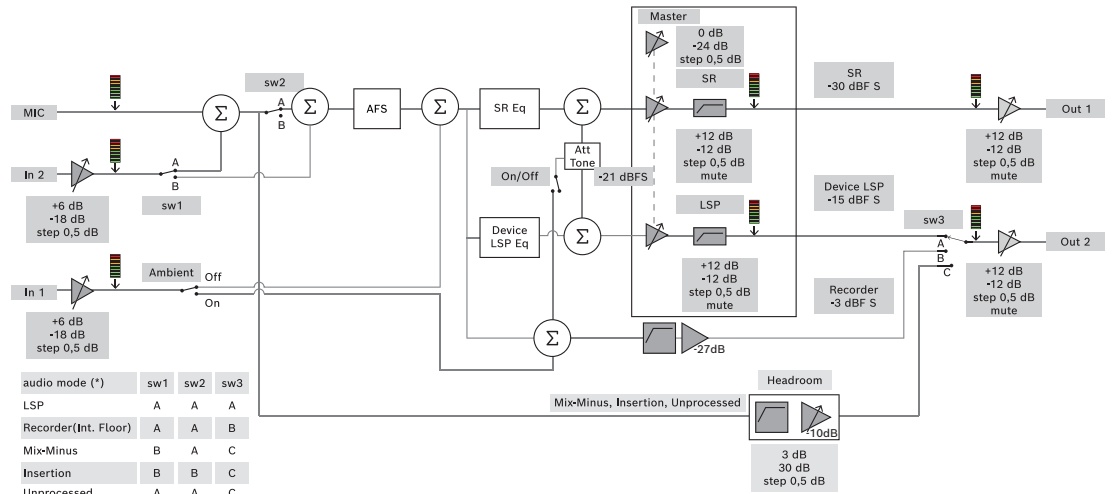 Master
0 dB
-24 dB
step 0,5 dB
SR
SR
-30 dBF S
sw2
A
B
MIC
Σ
Σ
AFS
Σ
SR Eq
Σ
Out 1
+12 dB
-12 dB
step 0,5 dB
mute
+12 dB
-12 dB
step 0,5 dB
mute
Att
Tone
On/Off
-21 dBFS
In 2
A
B
sw1
+6 dB
-18 dB
step 0,5 dB
Device LSP
-15 dBF S
LSP
sw3
Device
LSP Eq
Σ
A
B
C
Out 2
Ambient
Off
On
In 1
+12 dB
-12 dB
step 0,5 dB
mute
Recorder
-3 dBF S
+12 dB
-12 dB
step 0,5 dB
mute
+6 dB
-18 dB
step 0,5 dB
Σ
-27dB
Headroom
Mix-Minus, Insertion, Unprocessed
-10dB
3 dB
30 dB
step 0,5 dB
audio mode (*) sw1 sw2 sw3
LSP A A A
Recorder(Int. Floor) A A B
Mix-Minus B A C
Insertion B B C
Unprocessed A A C